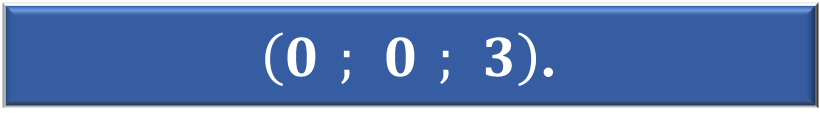 (0 ; 0 ; 3).